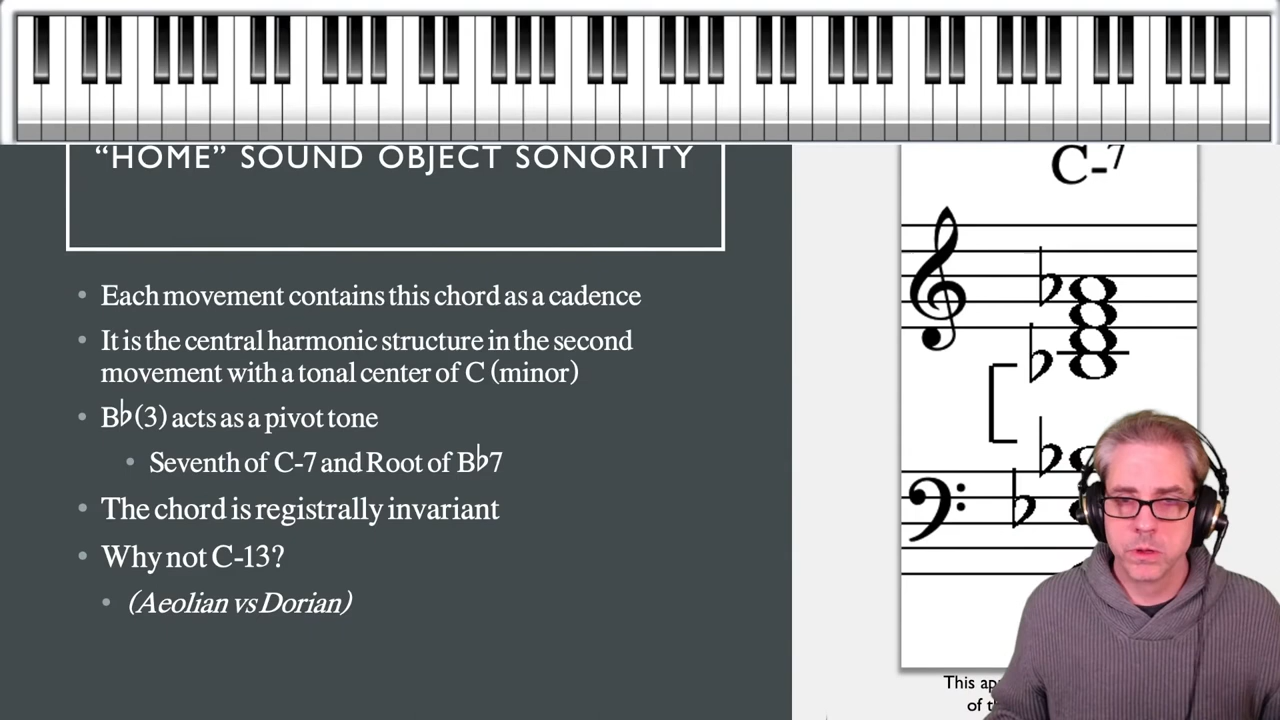 “HOME” SOUND OBJECT SONORITY
C-7
• Each movement contains this chord as a cadence
• It is the central harmonic structure in the second
movement with a tonal center of C (minor)
• B♭(3) acts as a pivot tone
• Seventh of C-7 and Root of B♭7
• The chord is registrally invariant
• Why not C-13?
• (Aeolian vs Dorian)
This
of